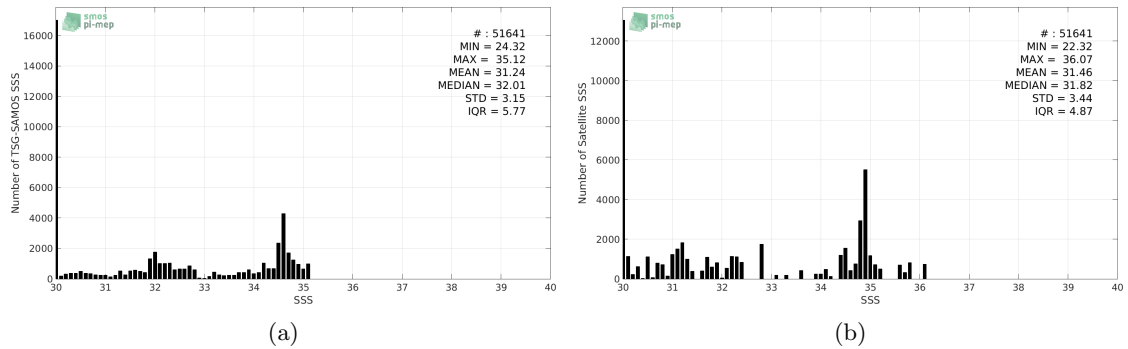 smos
pi-mep
Number of TSG-SAMOS SSS
16000
14000
12000
10000
8000
6000
4000
2000
0
# : 51641
MIN = 24.32
MAX = 35.12
MEAN = 31.24
MEDIAN = 32.01
STD = 3.15
IQR = 5.77
30 31 32 33 34 35 36 37 38 39 40
SSS
(a)
smos
pi-mep
Number of Satellite SSS
12000
10000
8000
6000
4000
2000
0
# : 51641
MIN = 22.32
MAX = 36.07
MEAN = 31.46
MEDIAN = 31.82
STD = 3.44
IQR = 4.87
30 31 32 33 34 35 36 37 38 39 40
SSS
(b)